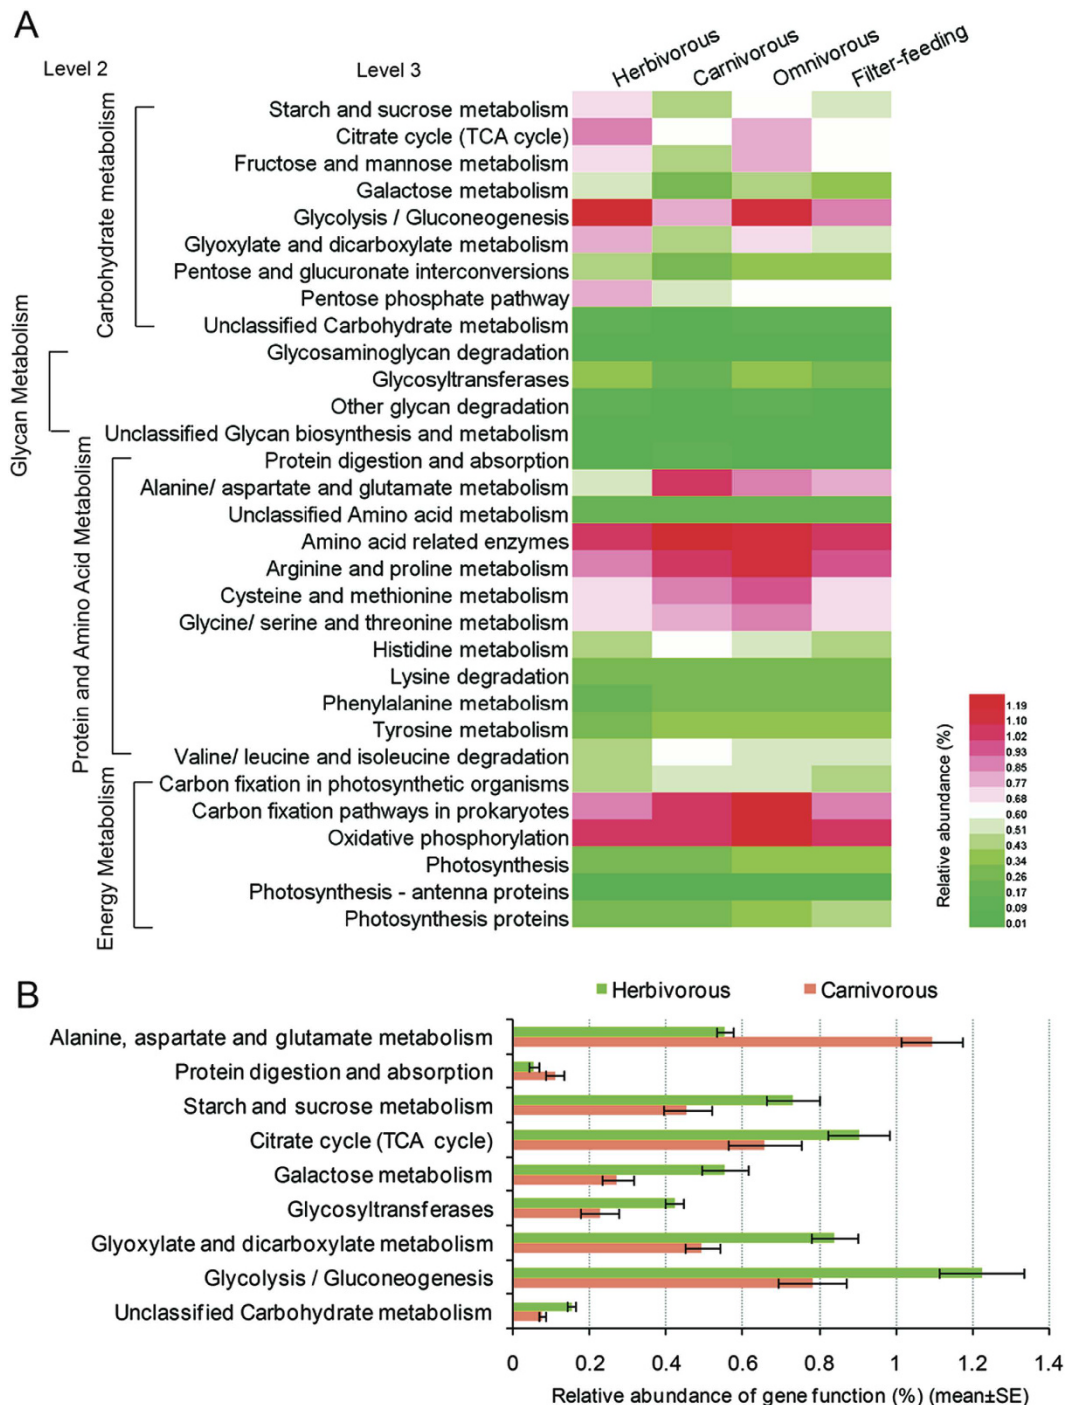 A
Level 2
Level 3
Herbivorous
Carnivorous
Omnivorous
Filter-feeding
Carbohydrate metabolism
Starch and sucrose metabolism
Citrate cycle (TCA cycle)
Fructose and mannose metabolism
Galactose metabolism
Glycolysis / Gluconeogenesis
Glyoxylate and dicarboxylate metabolism
Pentose and glucuronate interconversions
Pentose phosphate pathway
Unclassified Carbohydrate metabolism
Glycan Metabolism
Glycosaminoglycan degradation
Glycosyltransferases
Other glycan degradation
Unclassified Glycan biosynthesis and metabolism
Protein and Amino Acid Metabolism
Protein digestion and absorption
Alanine/ aspartate and glutamate metabolism
Unclassified Amino acid metabolism
Amino acid related enzymes
Arginine and proline metabolism
Cysteine and methionine metabolism
Glycine/ serine and threonine metabolism
Histidine metabolism
Lysine degradation
Phenylalanine metabolism
Tyrosine metabolism
Valine/ leucine and isoleucine degradation
Energy Metabolism
Carbon fixation in photosynthetic organisms
Carbon fixation pathways in prokaryotes
Oxidative phosphorylation
Photosynthesis
Photosynthesis - antenna proteins
Photosynthesis proteins
Relative abundance (%)
1.19
1.10
1.02
0.93
0.85
0.77
0.68
0.60
0.51
0.43
0.34
0.26
0.17
0.09
0.01
B
Herbivorous
Carnivorous
Alanine, aspartate and glutamate metabolism
Protein digestion and absorption
Starch and sucrose metabolism
Citrate cycle (TCA cycle)
Galactose metabolism
Glycosyltransferases
Glyoxylate and dicarboxylate metabolism
Glycolysis / Gluconeogenesis
Unclassified Carbohydrate metabolism
0 0.2 0.4 0.6 0.8 1 1.2 1.4
Relative abundance of gene function (%) (mean±SE)